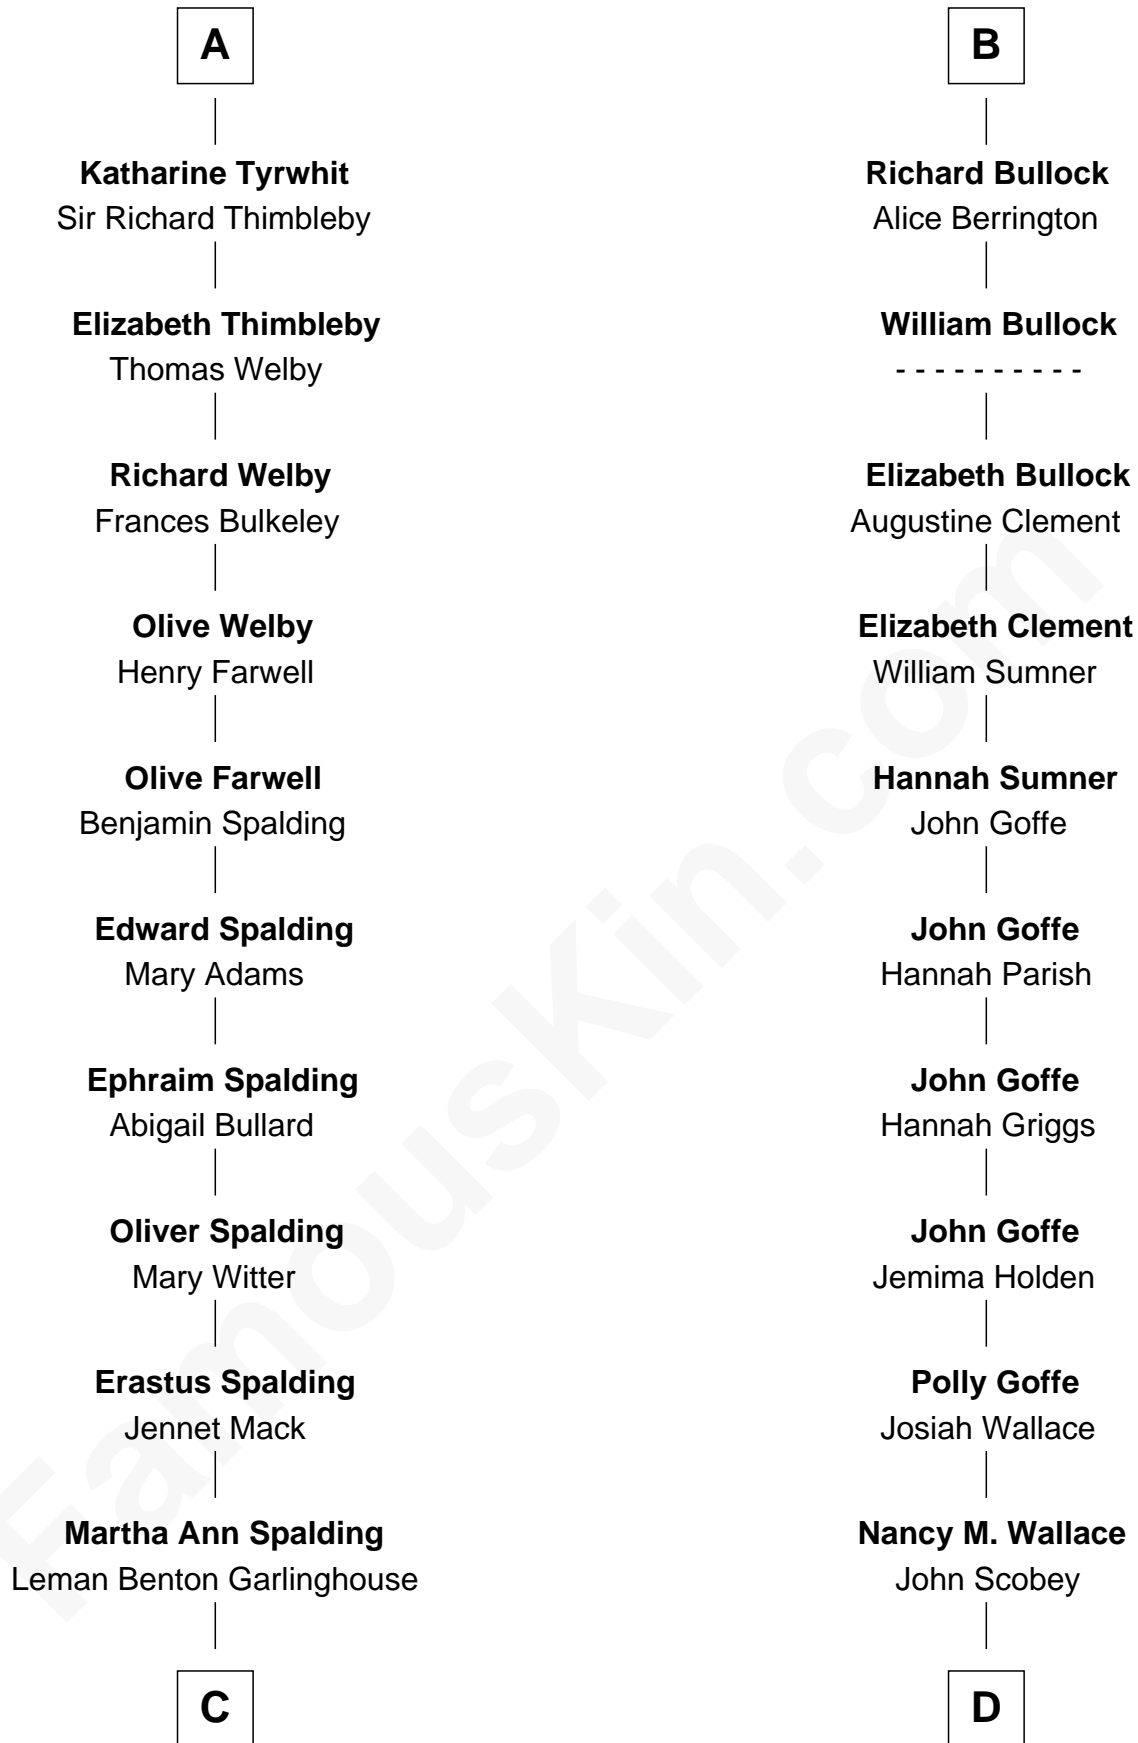 A
Katharine Tyrwhit
Sir Richard Thimbleby
Elizabeth Thimbleby
Thomas Welby
Richard Welby
Frances Bulkeley
Olive Welby
Henry Farwell
Olive Farwell
Benjamin Spalding
Edward Spalding
Mary Adams
Ephraim Spalding
Abigail Bullard
Oliver Spalding
Mary Witter
Erastus Spalding
Jennet Mack
Martha Ann Spalding
Leman Benton Garlinghouse
C
B
Richard Bullock
Alice Berrington
William Bullock
- - - - - - - - - -
Elizabeth Bullock
Augustine Clement
Elizabeth Clement
William Sumner
Hannah Sumner
John Goffe
John Goffe
Hannah Parish
John Goffe
Hannah Griggs
John Goffe
Jemima Holden
Polly Goffe
Josiah Wallace
Nancy M. Wallace
John Scobey
D
FamousKin.com